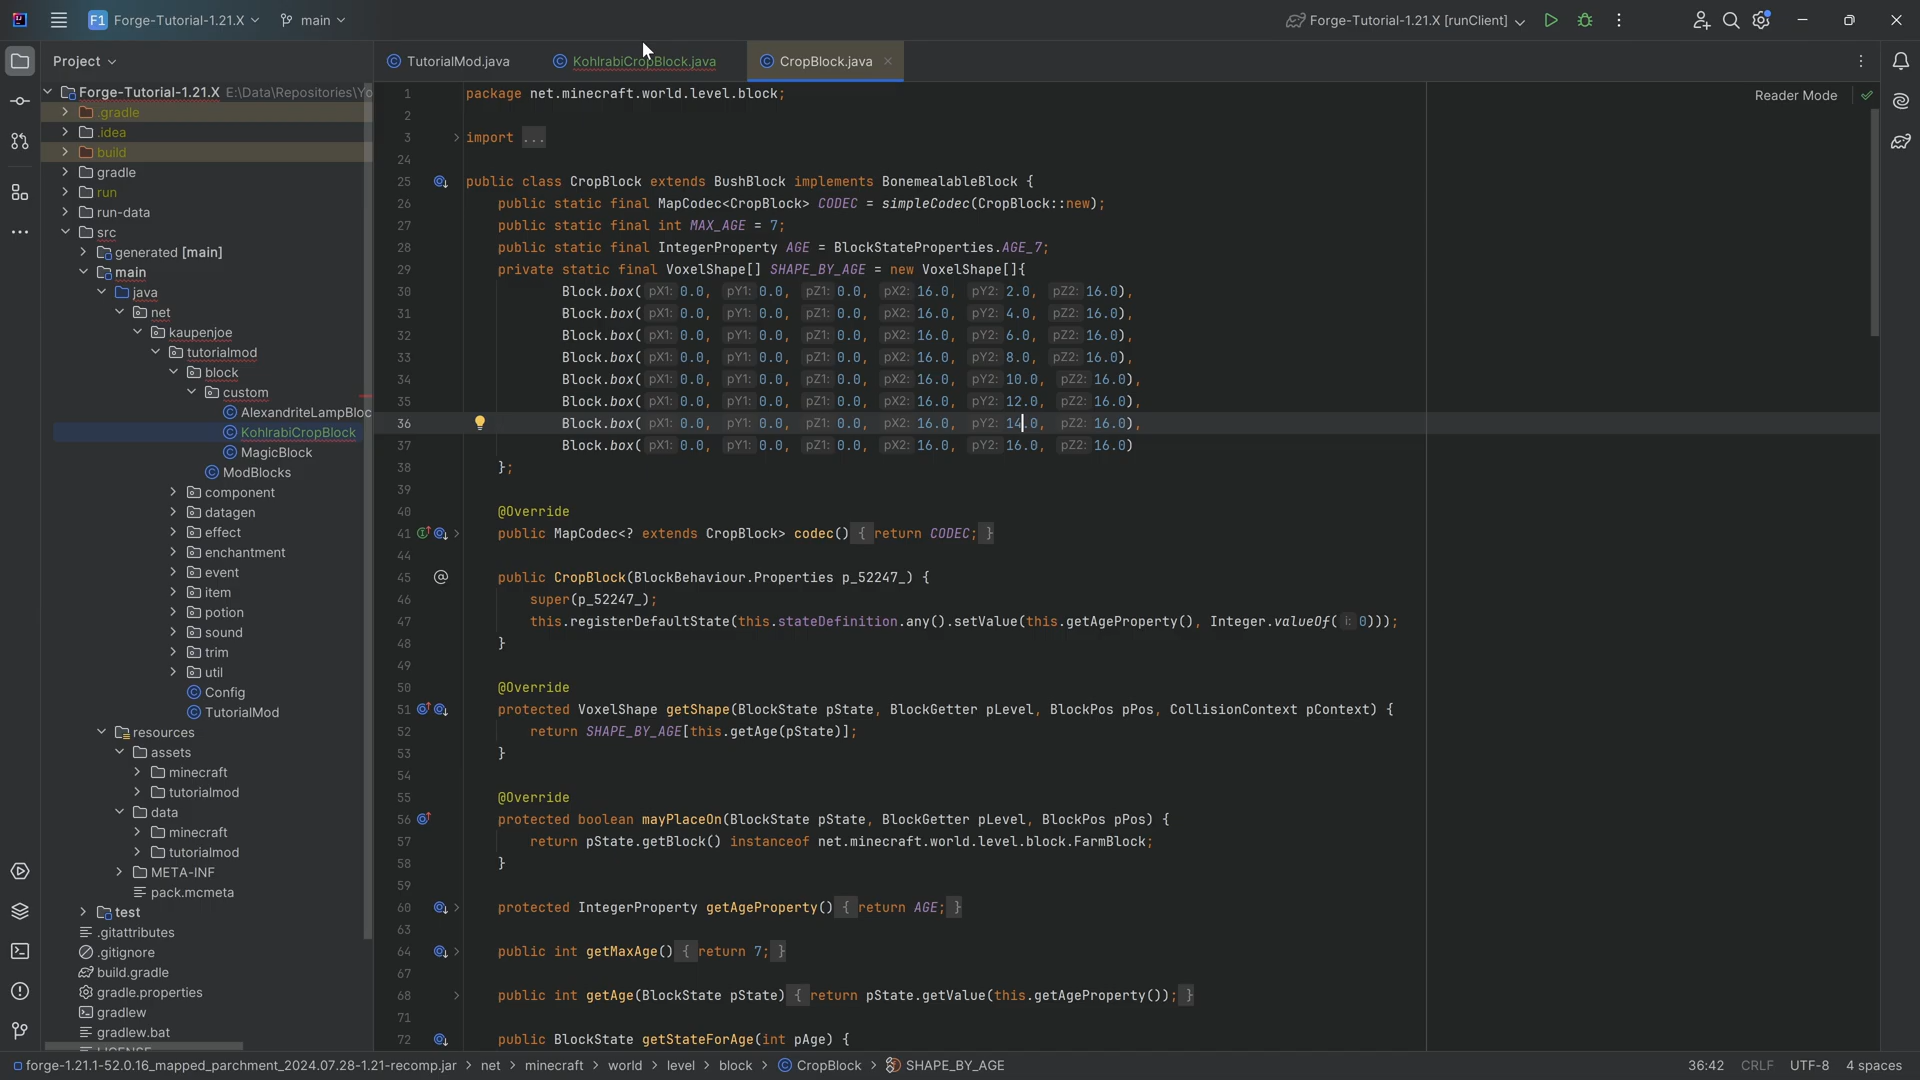 F1 Forge-Tutorial-1.21.X main Forge-Tutorial-1.21.X [runClient]
Project
TutorialMod.java KohlrabiCropBlock.java CropBlock.java
Forge-Tutorial-1.21.X E:\Data\Repositories\Yo
.gradle
.idea
build
gradle
run
run-data
src
generated [main]
main
java
net
kaupenjoe
tutorialmod
block
custom
AlexandriteLampBloc
KohlrabiCropBlock
MagicBlock
ModBlocks
component
datagen
effect
enchantment
event
item
potion
sound
trim
util
Config
TutorialMod
resources
assets
minecraft
tutorialmod
data
minecraft
tutorialmod
META-INF
pack.mcmeta
test
.gitattributes
.gitignore
build.gradle
gradle.properties
gradlew
gradlew.bat
LICENSE
Reader Mode
1 package net.minecraft.world.level.block;
2
3 import ...
24
25 public class CropBlock extends BushBlock implements BonemealableBlock {
26 public static final MapCodec<CropBlock> CODEC = simpleCodec(CropBlock::new);
27 public static final int MAX_AGE = 7;
28 public static final IntegerProperty AGE = BlockStateProperties.AGE_7;
29 private static final VoxelShape[] SHAPE_BY_AGE = new VoxelShape[]{
30 Block.box( pX1: 0.0, pY1: 0.0, pZ1: 0.0, pX2: 16.0, pY2: 2.0, pZ2: 16.0),
31 Block.box( pX1: 0.0, pY1: 0.0, pZ1: 0.0, pX2: 16.0, pY2: 4.0, pZ2: 16.0),
32 Block.box( pX1: 0.0, pY1: 0.0, pZ1: 0.0, pX2: 16.0, pY2: 6.0, pZ2: 16.0),
33 Block.box( pX1: 0.0, pY1: 0.0, pZ1: 0.0, pX2: 16.0, pY2: 8.0, pZ2: 16.0),
34 Block.box( pX1: 0.0, pY1: 0.0, pZ1: 0.0, pX2: 16.0, pY2: 10.0, pZ2: 16.0),
35 Block.box( pX1: 0.0, pY1: 0.0, pZ1: 0.0, pX2: 16.0, pY2: 12.0, pZ2: 16.0),
36 Block.box( pX1: 0.0, pY1: 0.0, pZ1: 0.0, pX2: 16.0, pY2: 14.0, pZ2: 16.0),
37 Block.box( pX1: 0.0, pY1: 0.0, pZ1: 0.0, pX2: 16.0, pY2: 16.0, pZ2: 16.0)
38 };
39
40 @Override
41 public MapCodec<? extends CropBlock> codec() { return CODEC; }
44
45 public CropBlock(BlockBehaviour.Properties p_52247_) {
46 super(p_52247_);
47 this.registerDefaultState(this.stateDefinition.any().setValue(this.getAgeProperty(), Integer.valueOf( i: 0)));
48 }
49
50 @Override
51 protected VoxelShape getShape(BlockState pState, BlockGetter pLevel, BlockPos pPos, CollisionContext pContext) {
52 return SHAPE_BY_AGE[this.getAge(pState)];
53 }
54
55 @Override
56 protected boolean mayPlaceOn(BlockState pState, BlockGetter pLevel, BlockPos pPos) {
57 return pState.getBlock() instanceof net.minecraft.world.level.block.FarmBlock;
58 }
59
60 protected IntegerProperty getAgeProperty() { return AGE; }
63
64 public int getMaxAge() { return 7; }
67
68 public int getAge(BlockState pState) { return pState.getValue(this.getAgeProperty()); }
71
72 public BlockState getStateForAge(int pAge) {
forge-1.21.1-52.0.16_mapped_parchment_2024.07.28-1.21-recomp.jar > net > minecraft > world > level > block > CropBlock > SHAPE_BY_AGE 36:42 CRLF UTF-8 4 spaces